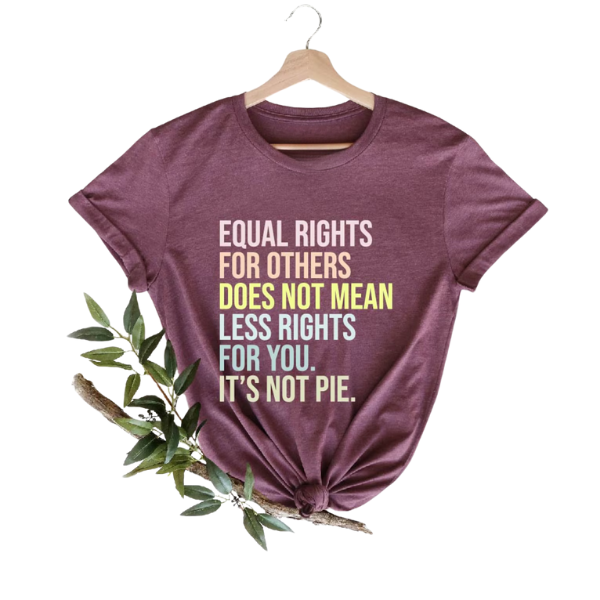 EQUAL RIGHTS
FOR OTHERS
DOES NOT MEAN
LESS RIGHTS
FOR YOU.
IT'S NOT PIE.